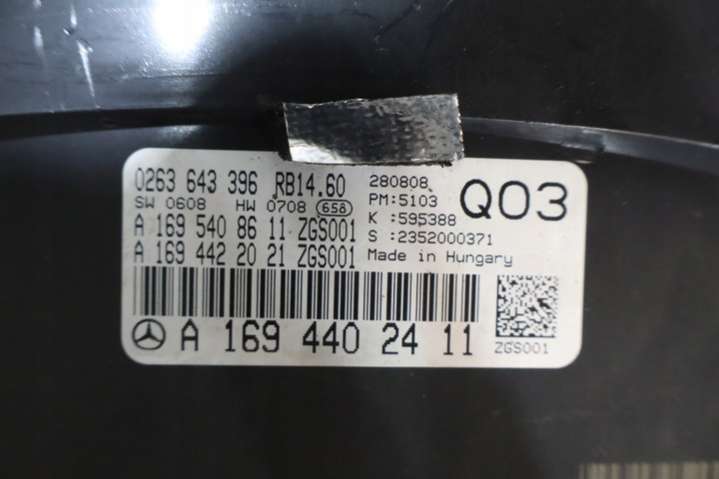 0263 643 396 RB14.60
SW 0608 HW 0708 658
A 169 540 86 11 ZGS001
A 169 442 20 21 ZGS001
280808
PM:5103
K :595388
S :2352000371
Made in Hungary
Q03
A 169 440 24 11
ZGS001